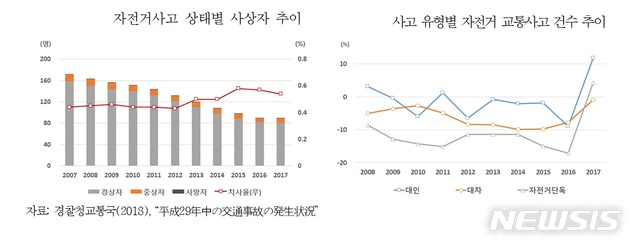 자전거사고 상태별 사상자 추이
(명)
(%)
200
160
120
80
40
0
0.8
0.6
0.4
0.2
0
2007 2008 2009 2010 2011 2012 2013 2014 2015 2016 2017
경상자 중상자 사망자 치사율(우)
자료: 경찰청교통국(2018), "平成29年中の交通事故の発生状況"
사고 유형별 자전거 교통사고 건수 추이
(%)
10
0
-10
-20
2008 2009 2010 2011 2012 2013 2014 2015 2016 2017
대인 대차 자전거단독
NEWSIS